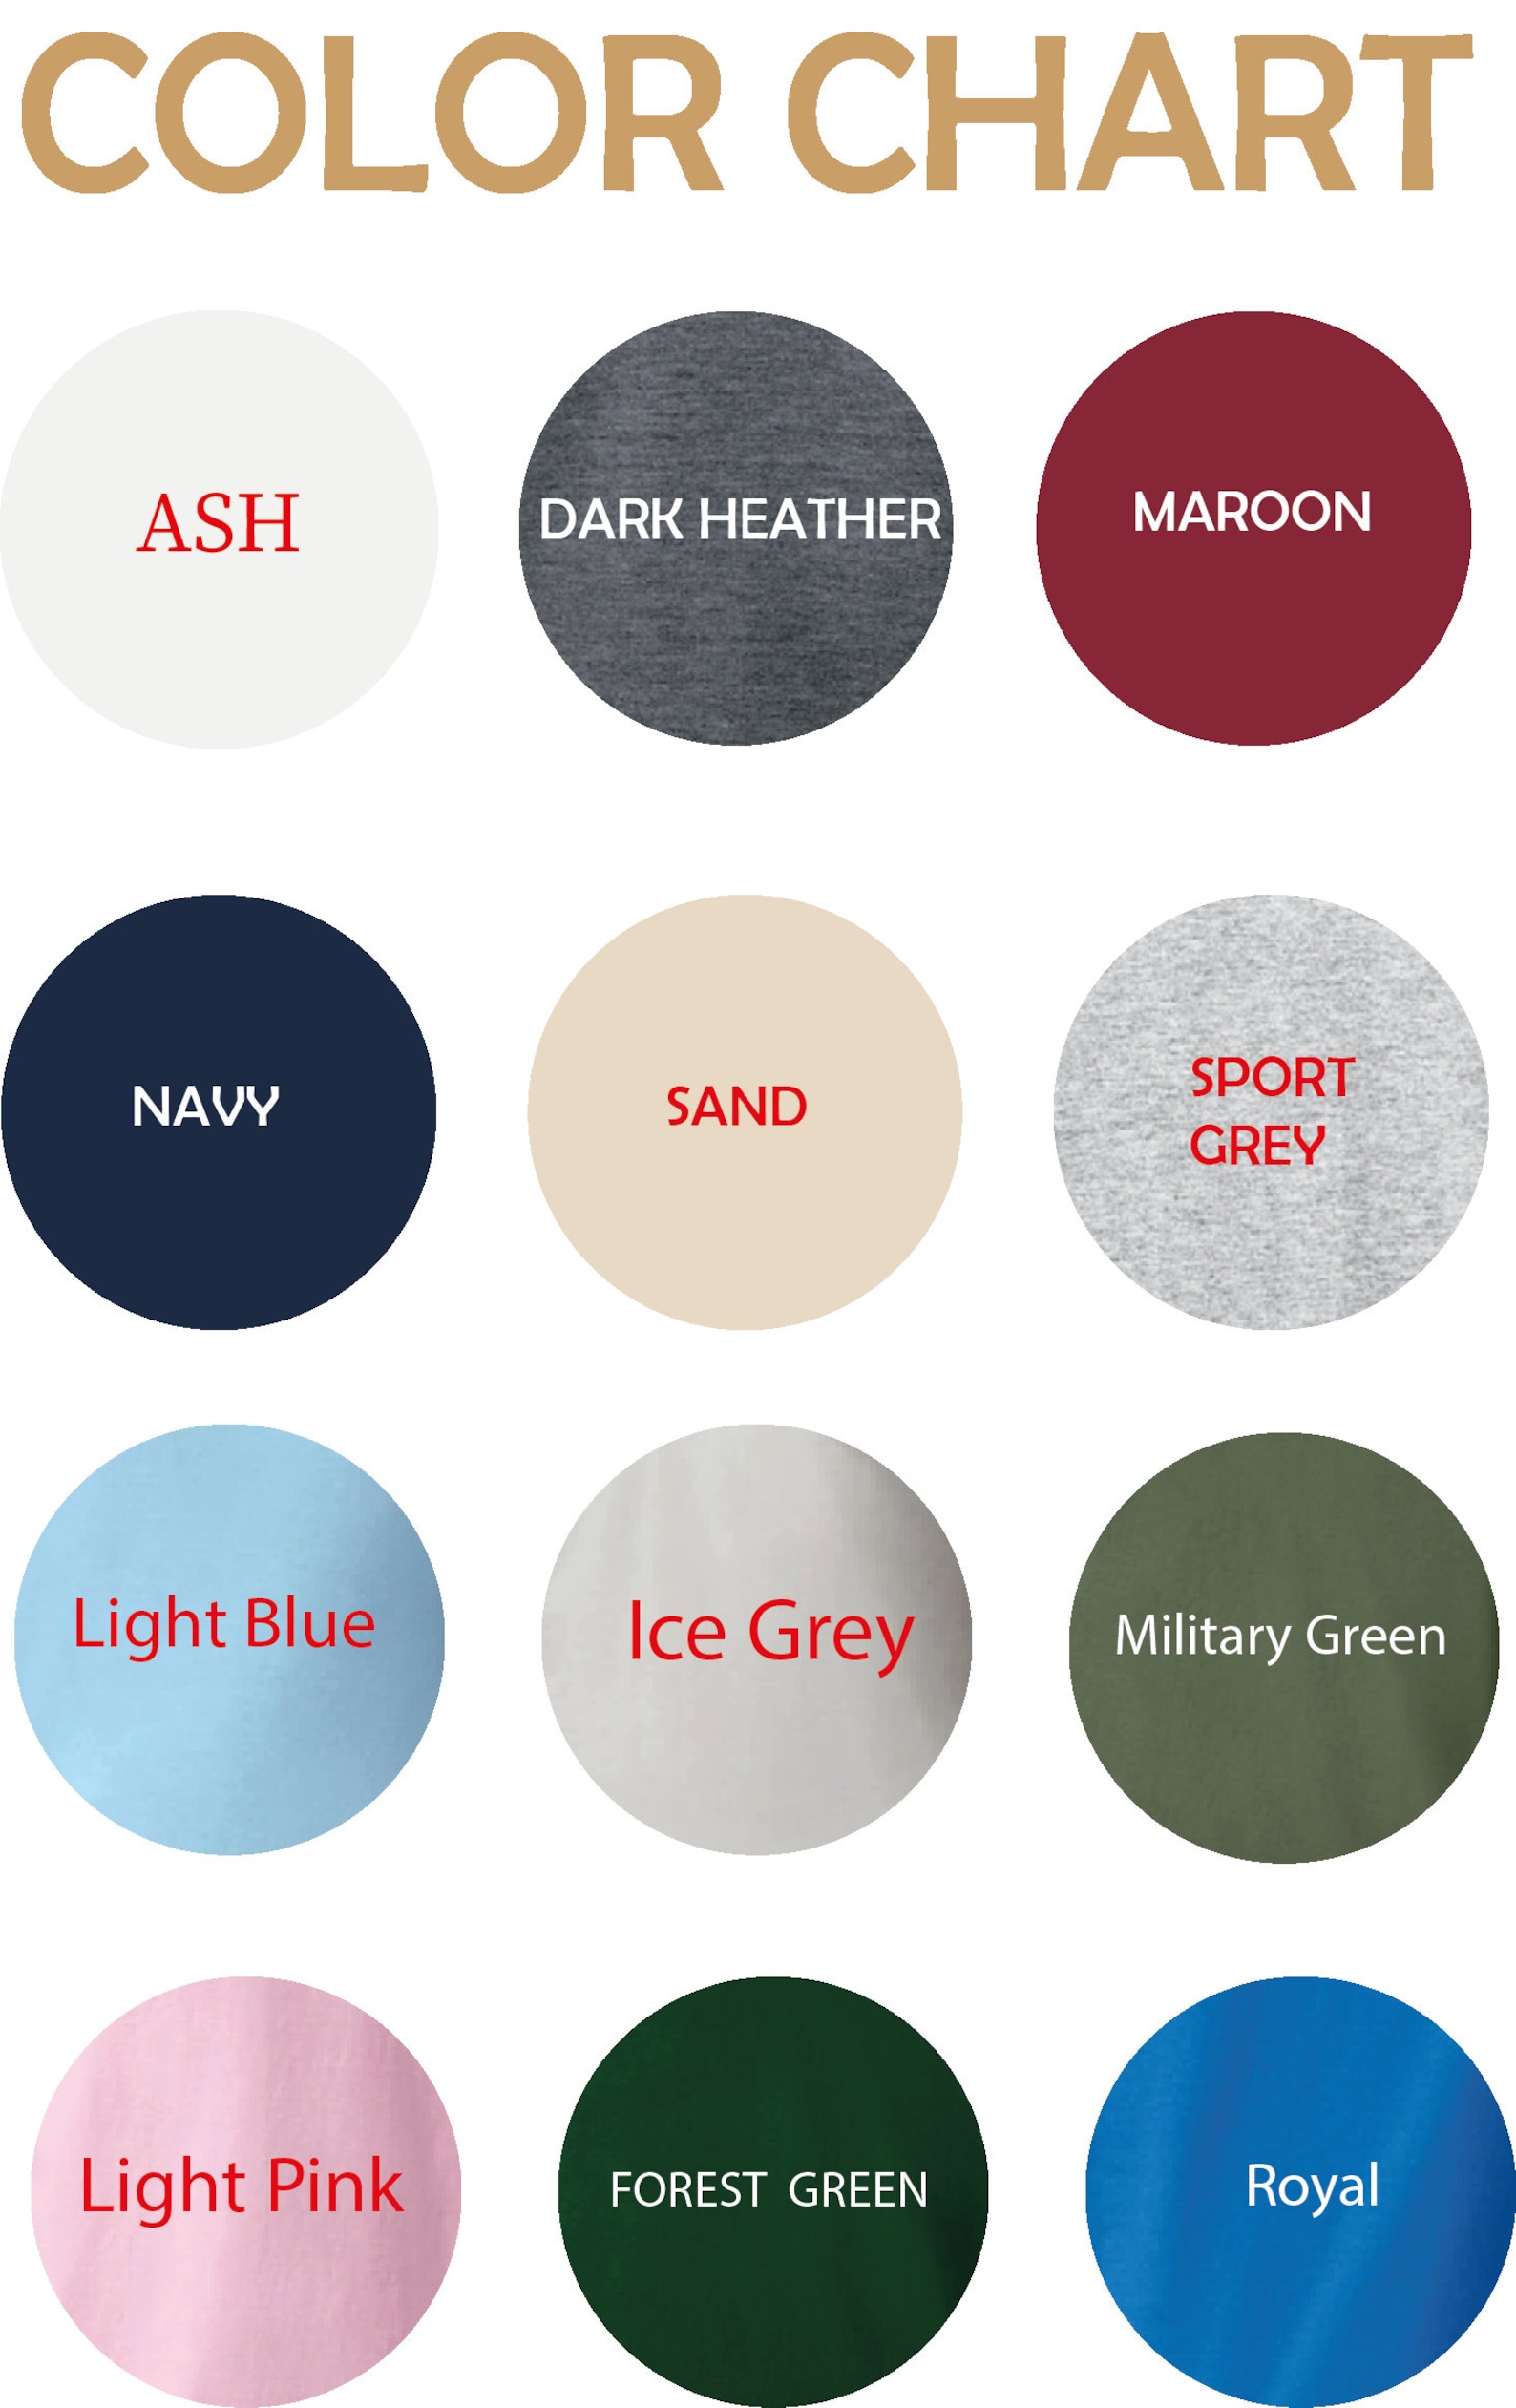 COLOR CHART
ASH
DARK HEATHER
MAROON
NAVY
SAND
SPORT
GREY
Light Blue
Ice Grey
Military Green
Light Pink
FOREST GREEN
Royal